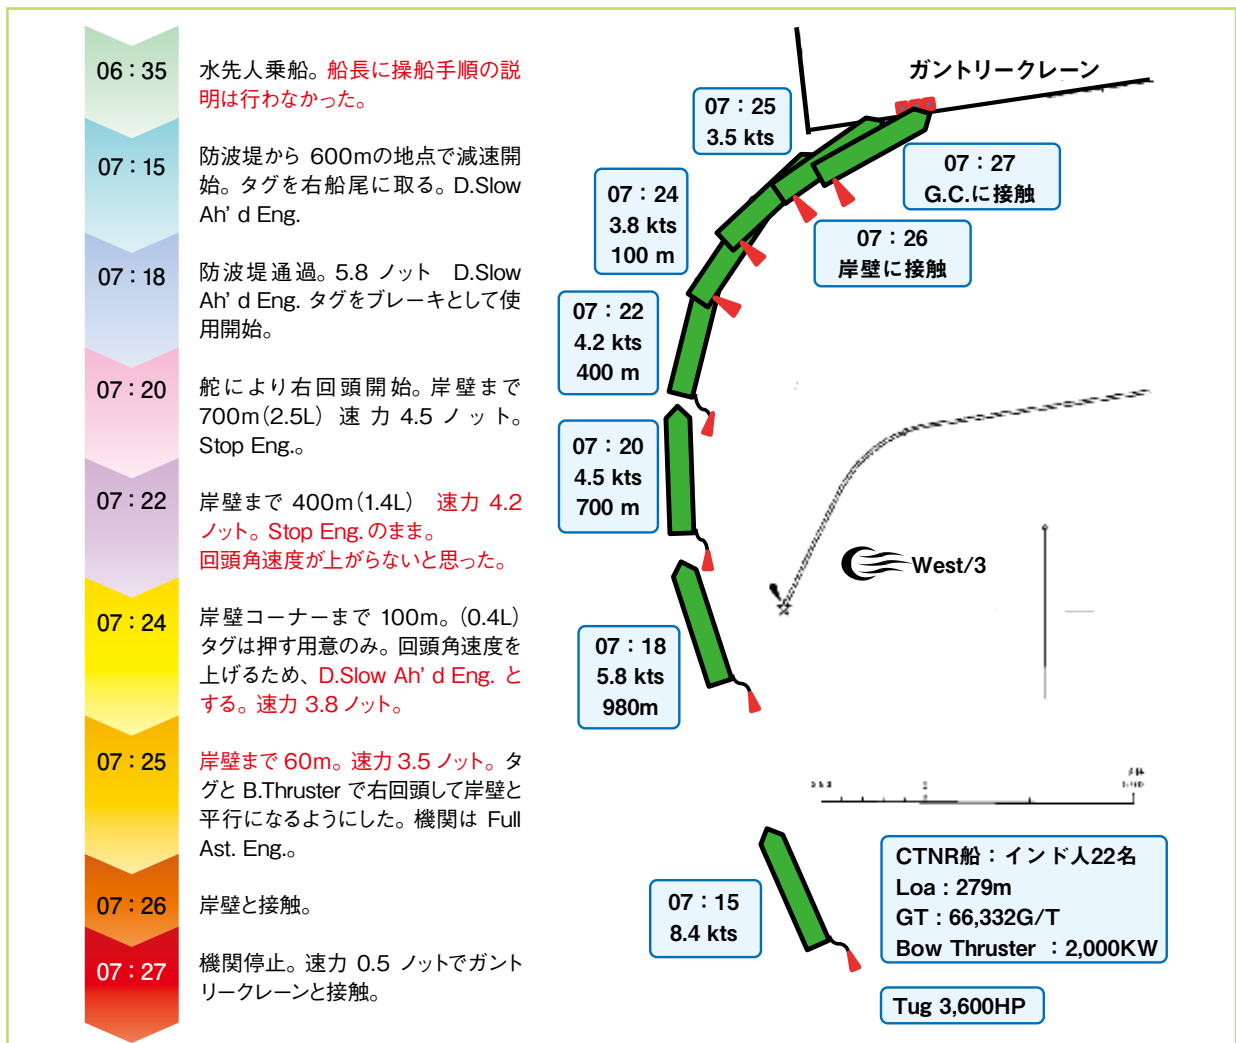 06：35
水先人乗船。船長に操船手順の説
明は行わなかった。
07：15
防波堤から 600mの地点で減速開
始。タグを右船尾に取る。D.Slow
Ah’ d Eng.
07：18
防波堤通過。5.8 ノット　D.Slow
Ah’ d Eng. タグをブレーキとして使
用開始。
07：20
舵により右回頭開始。岸壁まで
700m（2.5L） 速力 4.5 ノット。
Stop Eng.。
07：22
岸壁まで 400m（1.4L）　速力 4.2
ノット。Stop Eng. のまま。
回頭角速度が上がらないと思った。
07：24
岸壁コーナーまで 100m。（0.4L）
タグは押す用意のみ。回頭角速度を
上げるため、D.Slow Ah’ d Eng. と
する。速力 3.8 ノット。
07：25
岸壁まで 60m。速力 3.5 ノット。タ
グと B.Thruster で右回頭して岸壁と
平行になるようにした。機関は Full
Ast. Eng.。
07：26
岸壁と接触。
07：27
機関停止。速力 0.5 ノットでガント
リークレーンと接触。
ガントリークレーン
07：25
3.5 kts
07：27
G.C.に接触
07：24
3.8 kts
100 m
07：26
岸壁に接触
07：22
4.2 kts
400 m
07：20
4.5 kts
700 m
West/3
07：18
5.8 kts
980m
07：15
8.4 kts
CTNR船：インド人22名
Loa : 279m
GT : 66,332G/T
Bow Thruster ：2,000KW
Tug 3,600HP